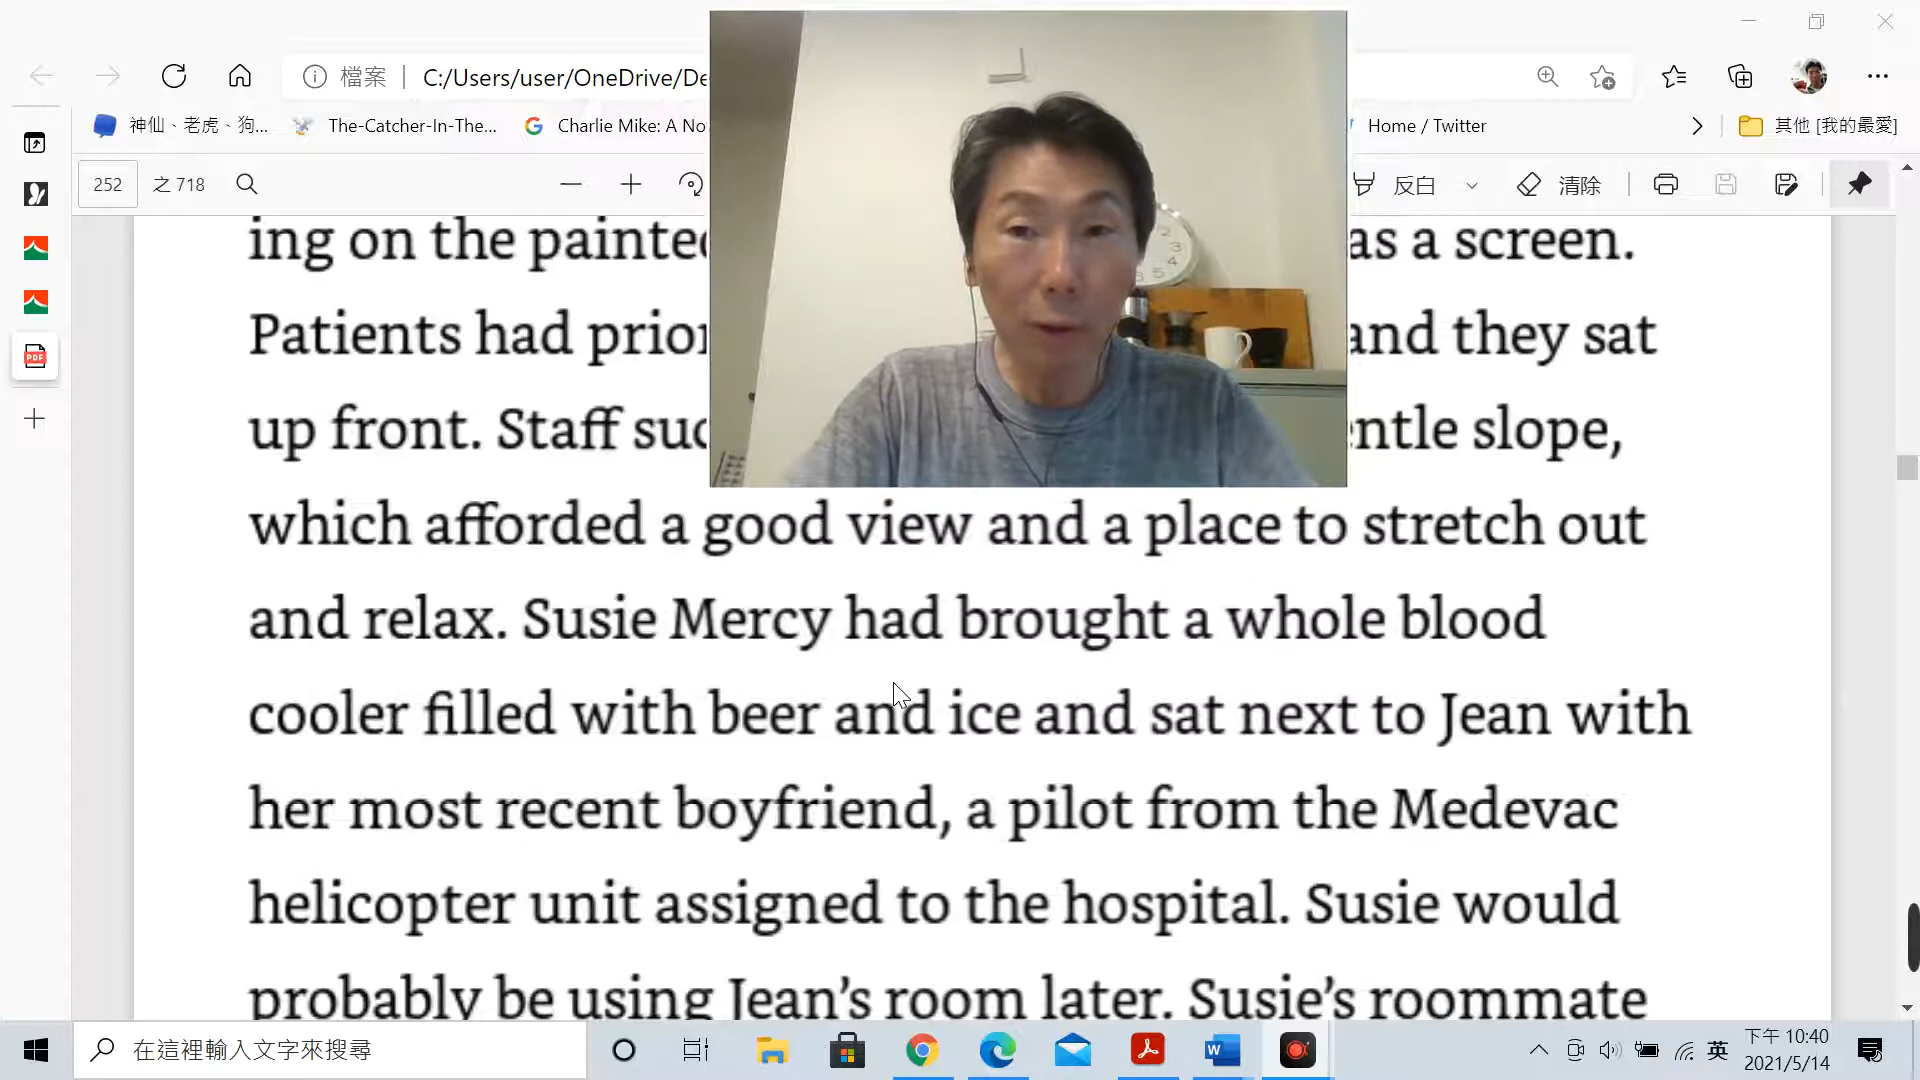 檔案 C:/Users/user/OneDrive/De
神仙、老虎、狗... The-Catcher-In-The... Charlie Mike: A No Home / Twitter 其他 [我的最愛]
252 之 718 反白 清除
ing on the painted as a screen.
Patients had prior and they sat
up front. Staff suc entle slope,
which afforded a good view and a place to stretch out
and relax. Susie Mercy had brought a whole blood
cooler filled with beer and ice and sat next to Jean with
her most recent boyfriend, a pilot from the Medevac
helicopter unit assigned to the hospital. Susie would
probably be using Jean’s room later. Susie’s roommate
在這裡輸入文字來搜尋
英
下午 10:40
2021/5/14